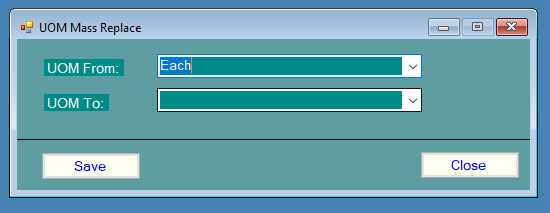 UOM Mass Replace
UOM From: Each
UOM To:
Save Close